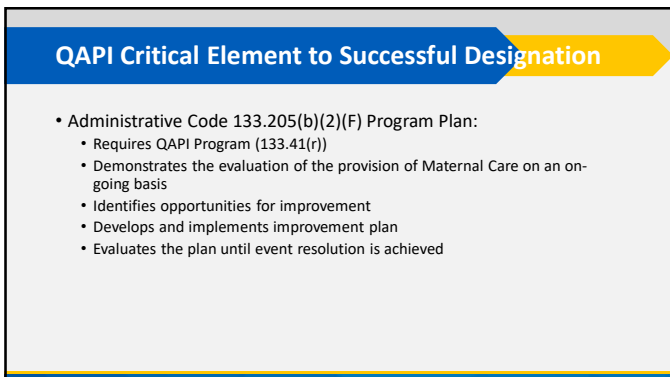 QAPI Critical Element to Successful Designation
• Administrative Code 133.205(b)(2)(F) Program Plan:
• Requires QAPI Program (133.41(r))
• Demonstrates the evaluation of the provision of Maternal Care on an on-
going basis
• Identifies opportunities for improvement
• Develops and implements improvement plan
• Evaluates the plan until event resolution is achieved